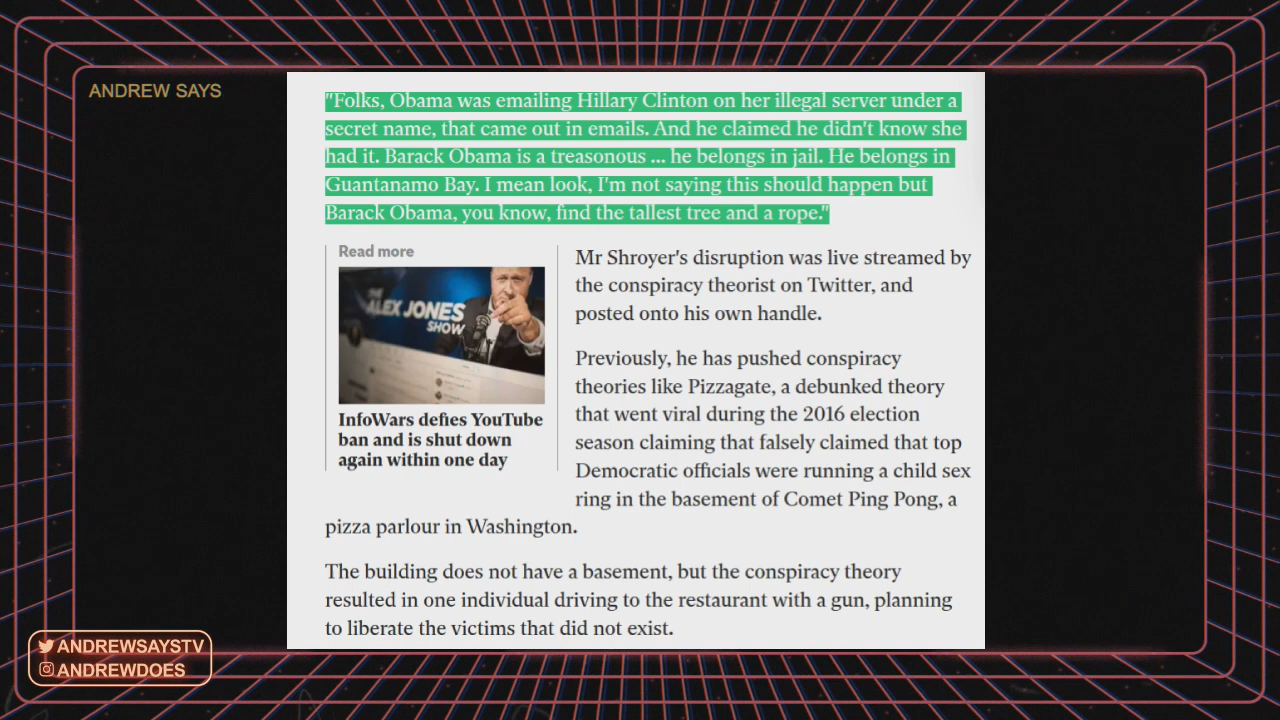 ANDREW SAYS
"Folks, Obama was emailing Hillary Clinton on her illegal server under a
secret name, that came out in emails. And he claimed he didn't know she
had it. Barack Obama is a treasonous ... he belongs in jail. He belongs in
Guantanamo Bay. I mean look, I'm not saying this should happen but
Barack Obama, you know, find the tallest tree and a rope."
Read more
THE
ALEX JONES
SHOW
InfoWars defies YouTube
ban and is shut down
again within one day
Mr Shroyer's disruption was live streamed by
the conspiracy theorist on Twitter, and
posted onto his own handle.
Previously, he has pushed conspiracy
theories like Pizzagate, a debunked theory
that went viral during the 2016 election
season claiming that falsely claimed that top
Democratic officials were running a child sex
ring in the basement of Comet Ping Pong, a
pizza parlour in Washington.
The building does not have a basement, but the conspiracy theory
resulted in one individual driving to the restaurant with a gun, planning
to liberate the victims that did not exist.
ANDREWSAYSTV
ANDREWDOES